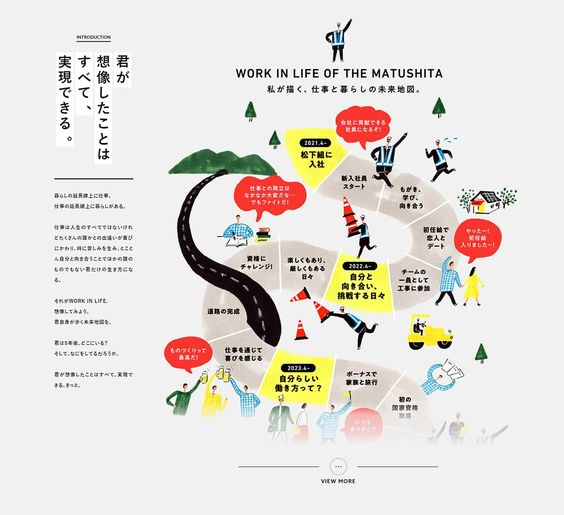 INTRODUCTION
君が
想像したことは
すべて、
実現できる。
暮らしの延長線上に仕事。
仕事の延長線上に暮らしがある。
仕事は人生のすべてではないけれ
どたくさんの誰かとの出逢いが喜び
にかわり、時に苦しみを生み、とこと
ん自分と向き合うことでほかの誰の
ものでもない君だけの生き方にな
る。
それがWORK IN LIFE.
想像してみよう。
君自身が歩く未来地図を。
君は5年後、どこにいる?
そして、なにをしてるだろうか。
君が想像したことはすべて、実現で
きる。きっと。
WORK IN LIFE OF THE MATUSHITA
私が描く、仕事と暮らしの未来地図。
会社に貢献できる
社員になるぞ!
2021.4~
松下組に
入社
新入社員
スタート
もがき、
学び、
向き合う
仕事との両立は
なかなか大変だな…
でもファイトだ!
初任給で
恋人と
デート
やったー!
初任給
入りました~!
資格に
チャレンジ!
楽しくもあり、
厳しくもある
日々
2022.4~
自分と
向き合い、
挑戦する日々
チームの
一員として
工事に参加
道路の完成
ものづくりって
最高だ!
仕事を通じて
喜びを感じる
2023.4~
自分らしい
働き方って?
ボーナスで
家族と旅行
初の
国家資格
取得
いつも
ありがとう
VIEW MORE